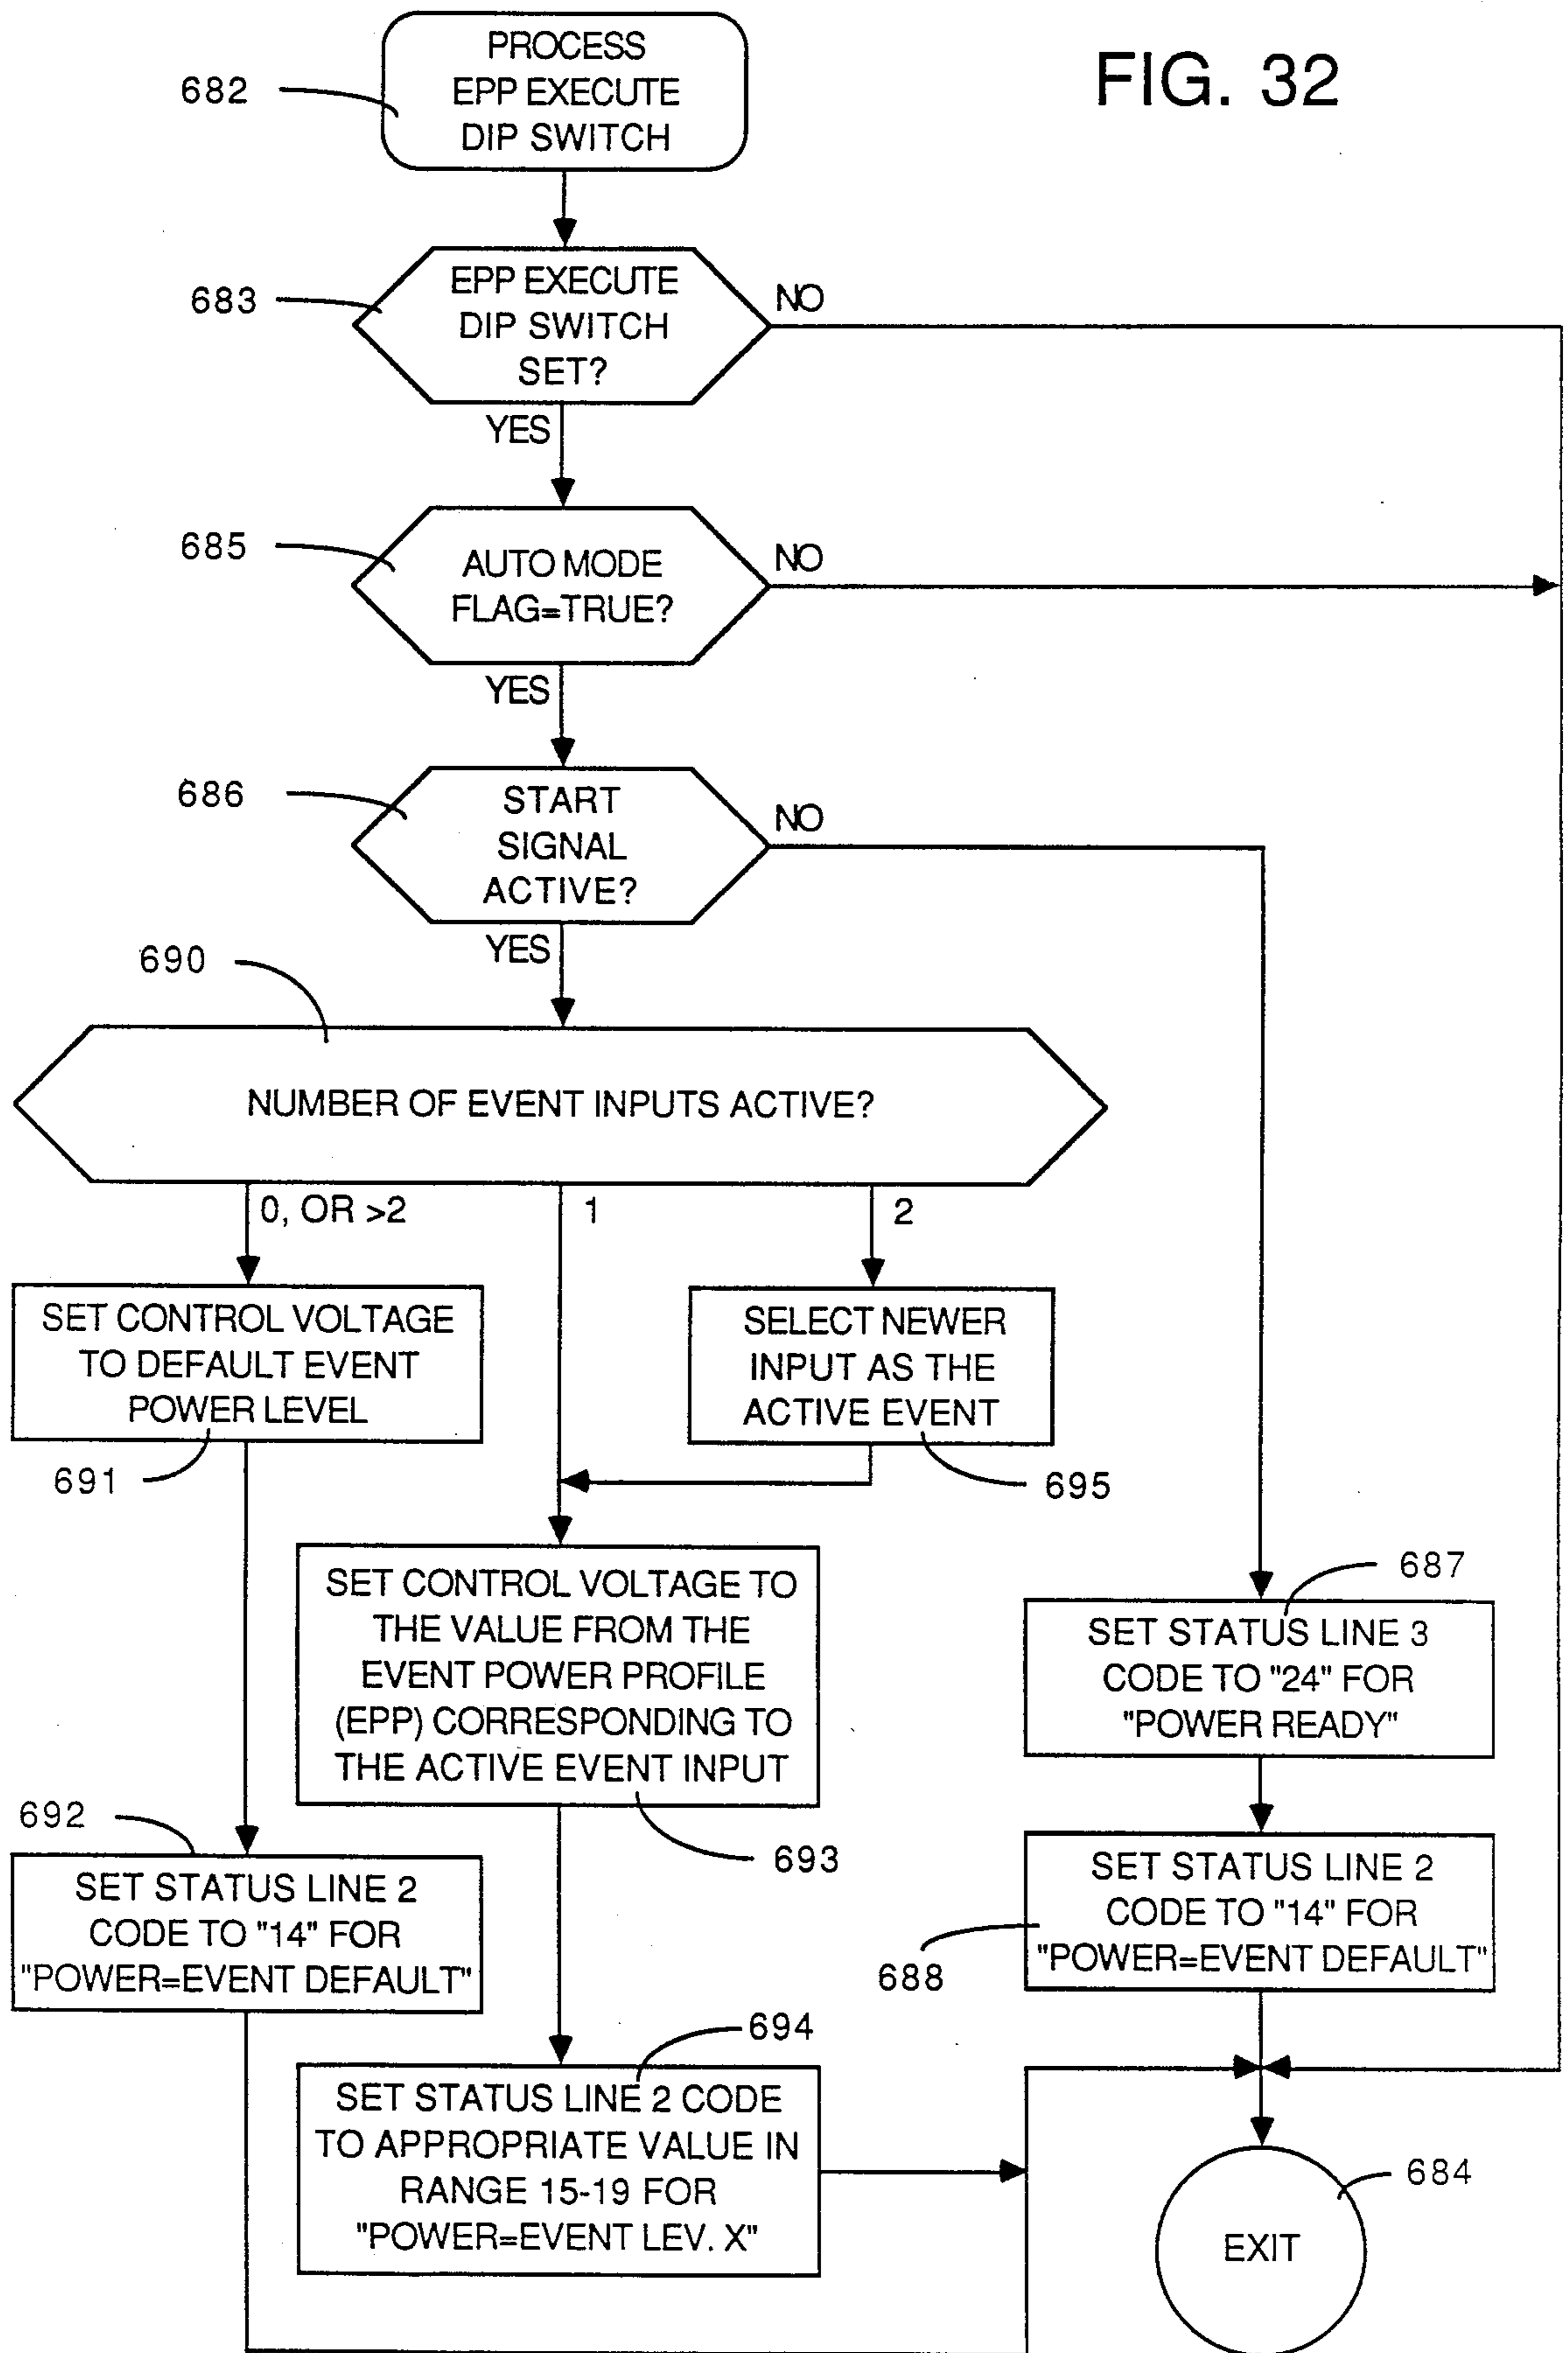 FIG. 32
PROCESS
EPP EXECUTE
DIP SWITCH
682
EPP EXECUTE
DIP SWITCH
SET?
683
NO
YES
AUTO MODE
FLAG=TRUE?
685
NO
YES
START
SIGNAL
ACTIVE?
686
NO
YES
690
NUMBER OF EVENT INPUTS ACTIVE?
0, OR >2
1
2
SET CONTROL VOLTAGE
TO DEFAULT EVENT
POWER LEVEL
691
SELECT NEWER
INPUT AS THE
ACTIVE EVENT
695
SET CONTROL VOLTAGE TO
THE VALUE FROM THE
EVENT POWER PROFILE
(EPP) CORRESPONDING TO
THE ACTIVE EVENT INPUT
693
687
SET STATUS LINE 3
CODE TO "24" FOR
"POWER READY"
692
SET STATUS LINE 2
CODE TO "14" FOR
"POWER=EVENT DEFAULT"
SET STATUS LINE 2
CODE TO "14" FOR
"POWER=EVENT DEFAULT"
688
694
SET STATUS LINE 2 CODE
TO APPROPRIATE VALUE IN
RANGE 15-19 FOR
"POWER=EVENT LEV. X"
684
EXIT